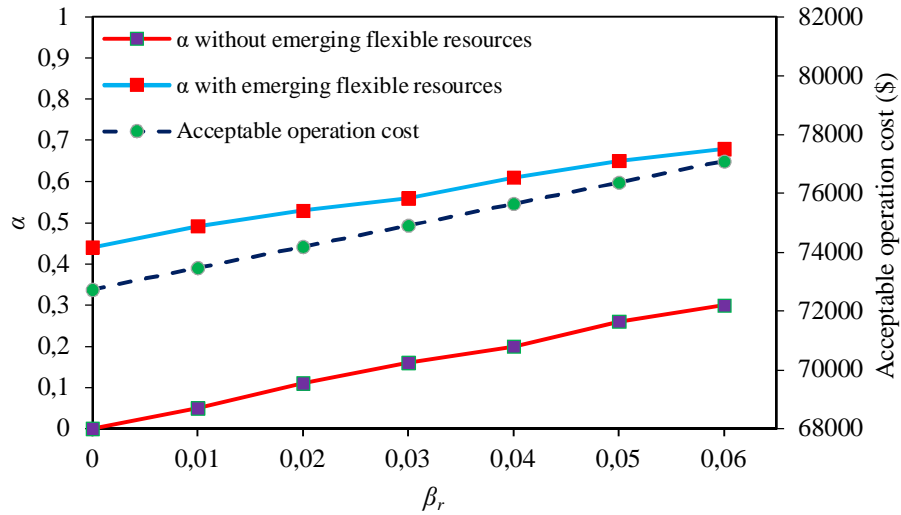 α without emerging flexible resources
α with emerging flexible resources
Acceptable operation cost
1
0,9
0,8
0,7
0,6
0,5
0,4
0,3
0,2
0,1
0
α
82000
80000
78000
76000
74000
72000
70000
68000
Acceptable operation cost ($)
0 0,01 0,02 0,03 0,04 0,05 0,06
βr